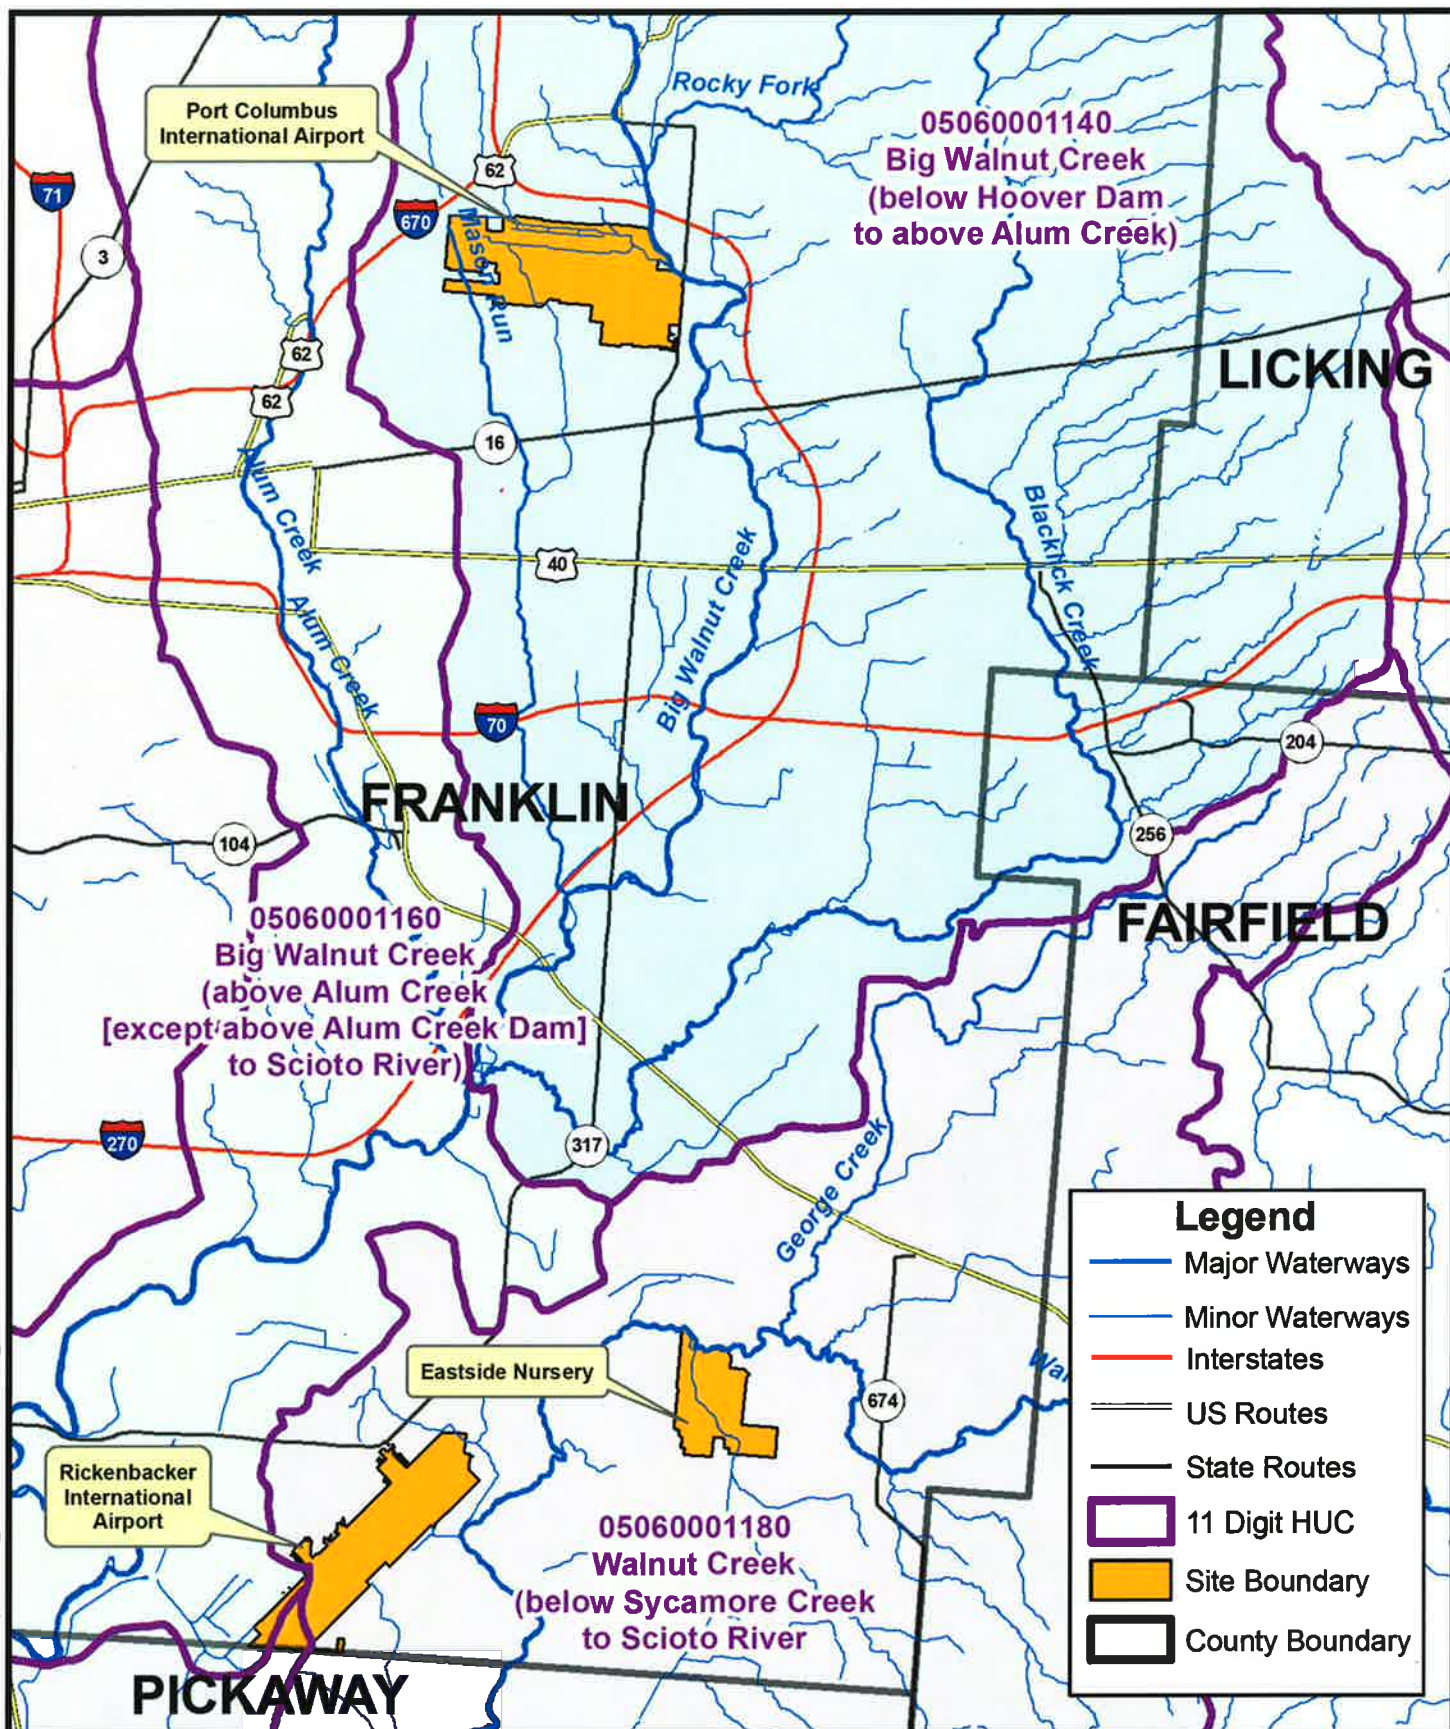 Rocky Fork
Port Columbus
International Airport
05060001140
Big Walnut Creek
(below Hoover Dam
to above Alum Creek)
62
71
670
3
Mason Run
62
LICKING
62
16
Alum Creek
Blacklick Creek
40
Big Walnut Creek
Alum Creek
70
204
FRANKLIN
256
104
05060001160
Big Walnut Creek
(above Alum Creek
[except above Alum Creek Dam]
to Scioto River)
FAIRFIELD
270
317
George Creek
Eastside Nursery
674
Rickenbacker
International
Airport
05060001180
Walnut Creek
(below Sycamore Creek
to Scioto River
PICKAWAY
Legend
Major Waterways
Minor Waterways
Interstates
US Routes
State Routes
11 Digit HUC
Site Boundary
County Boundary